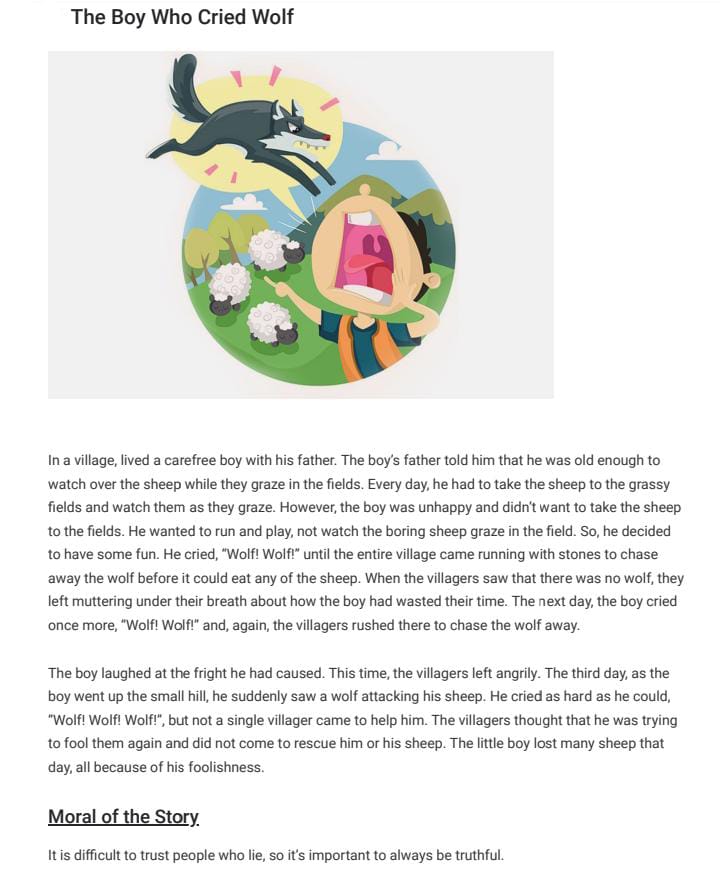 The Boy Who Cried Wolf
In a village, lived a carefree boy with his father. The boy’s father told him that he was old enough to
watch over the sheep while they graze in the fields. Every day, he had to take the sheep to the grassy
fields and watch them as they graze. However, the boy was unhappy and didn’t want to take the sheep
to the fields. He wanted to run and play, not watch the boring sheep graze in the field. So, he decided
to have some fun. He cried, “Wolf! Wolf!” until the entire village came running with stones to chase
away the wolf before it could eat any of the sheep. When the villagers saw that there was no wolf, they
left muttering under their breath about how the boy had wasted their time. The next day, the boy cried
once more, “Wolf! Wolf!” and, again, the villagers rushed there to chase the wolf away.
The boy laughed at the fright he had caused. This time, the villagers left angrily. The third day, as the
boy went up the small hill, he suddenly saw a wolf attacking his sheep. He cried as hard as he could,
“Wolf! Wolf! Wolf!”, but not a single villager came to help him. The villagers thought that he was trying
to fool them again and did not come to rescue him or his sheep. The little boy lost many sheep that
day, all because of his foolishness.
Moral of the Story
It is difficult to trust people who lie, so it’s important to always be truthful.